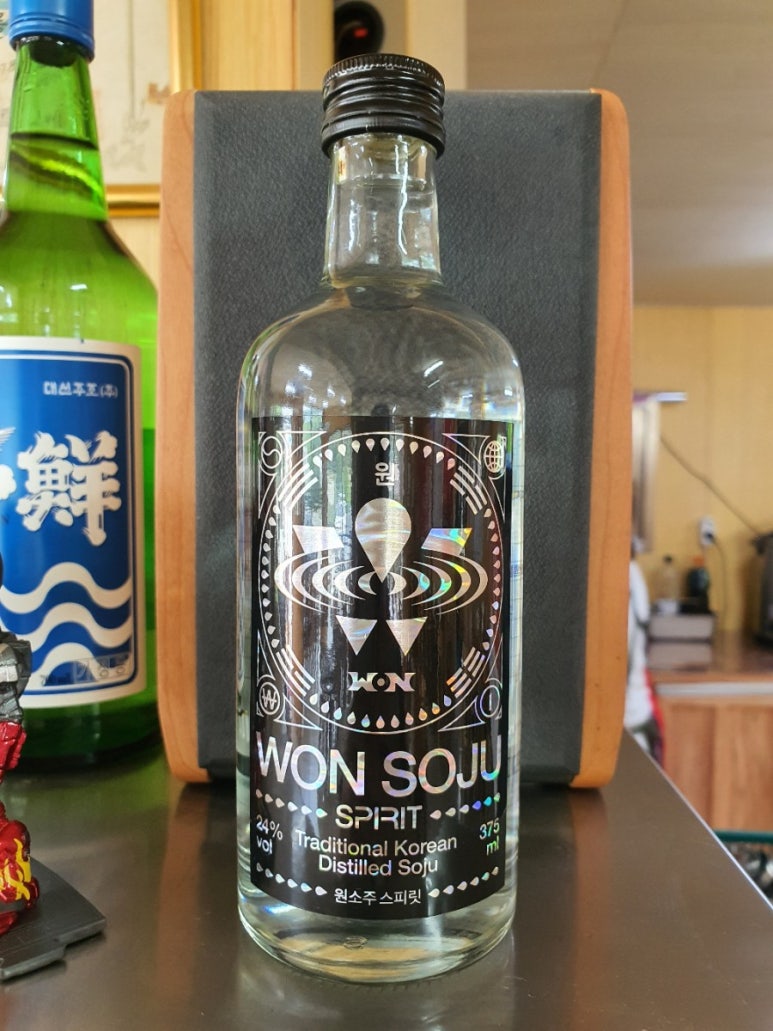 대선주조(주)
鮮
원
W·N
WON SOJU
SPIRIT
24%
vol
Traditional Korean
Distilled Soju
375
ml
원소주 스피릿